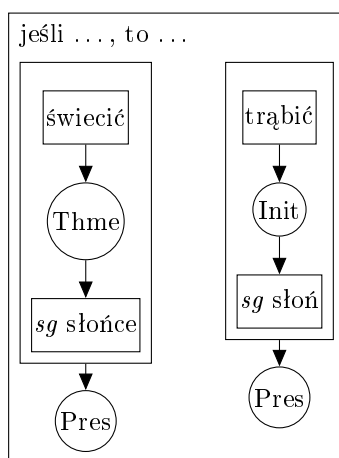 jeśli ..., to ...
świecić
Thme
sg słońce
Pres
trąbić
Init
sg słoń
Pres